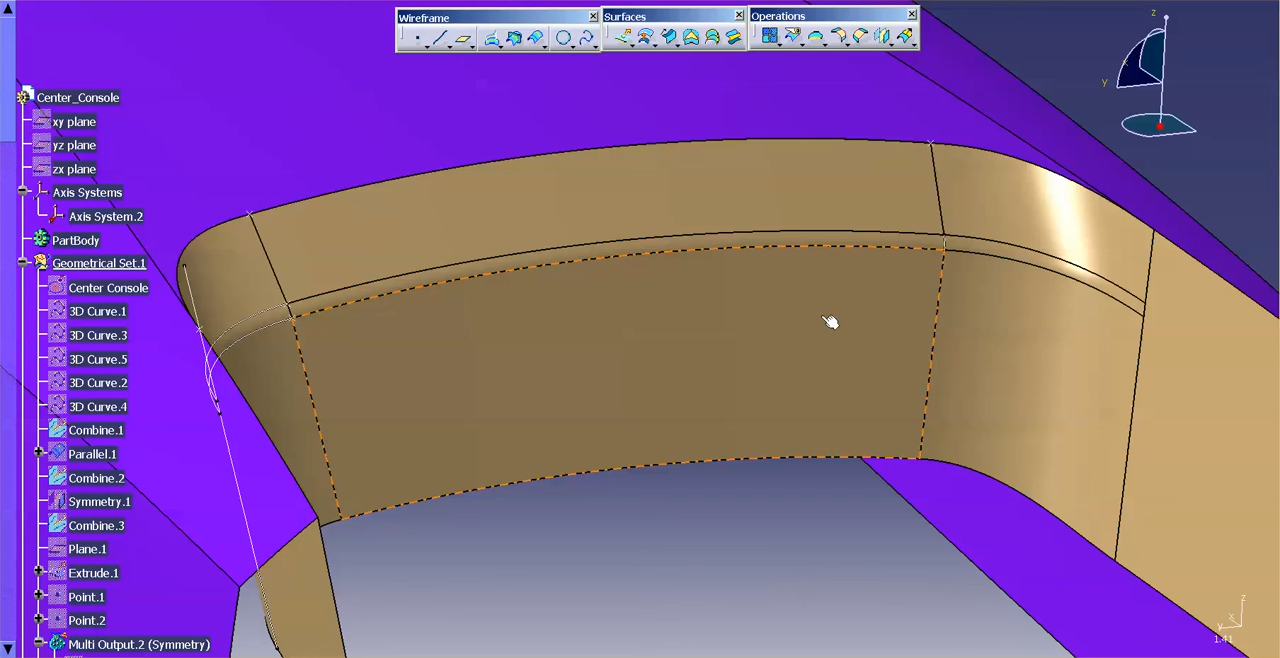 Wireframe
Surfaces
Operations
z
x
y
Center_Console
xy plane
yz plane
zx plane
Axis Systems
Axis System.2
PartBody
Geometrical Set.1
Center Console
3D Curve.1
3D Curve.3
3D Curve.5
3D Curve.2
3D Curve.4
Combine.1
Parallel.1
Combine.2
Symmetry.1
Combine.3
Plane.1
Extrude.1
Point.1
Point.2
Multi Output.2 (Symmetry)
z
x
y
1.41